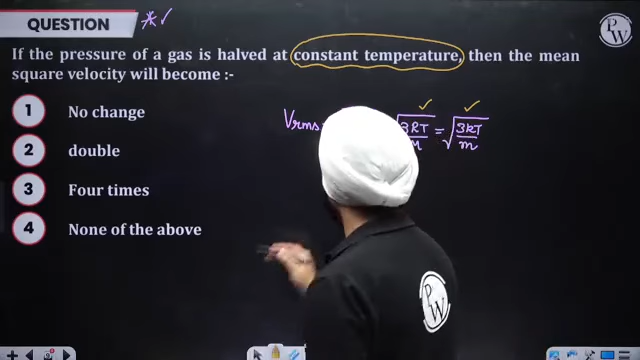 QUESTION
If the pressure of a gas is halved at constant temperature, then the mean
square velocity will become :-
1 No change
2 double
3 Four times
4 None of the above
Vrms √3RT/M = √3kT/m
PW
PW